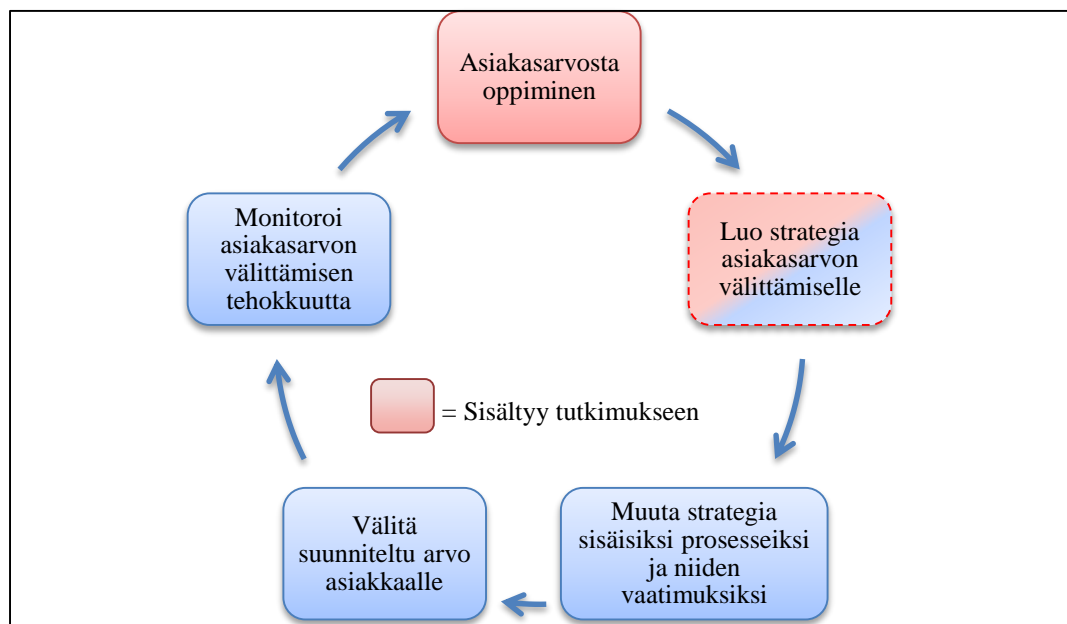 Asiakasarvosta
oppiminen
Luo strategia
asiakasarvon
välittämiselle
Muuta strategia
sisäisiksi prosesseiksi
ja niiden
vaatimuksiksi
Välitä
suunniteltu arvo
asiakkaalle
Monitoroi
asiakasarvon
välittämisen
tehokkuutta
= Sisältyy tutkimukseen